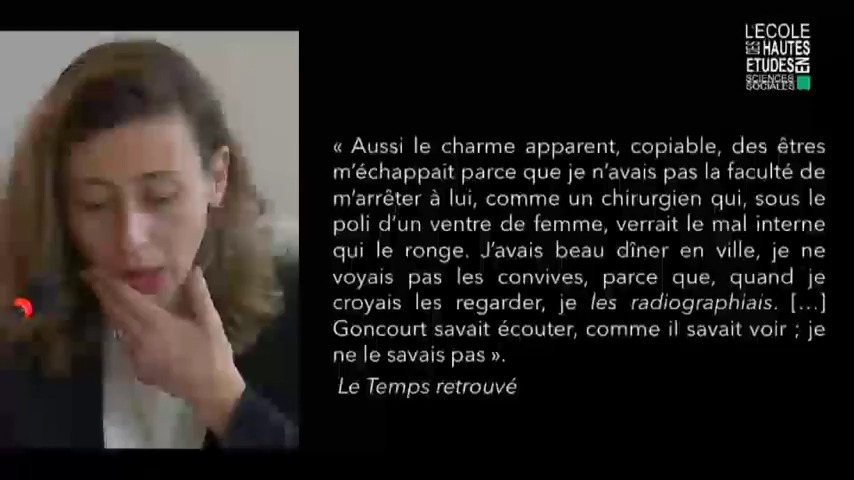 L'ECOLE
DES HAUTES
ETUDES EN
SCIENCES
SOCIALES
« Aussi le charme apparent, copiable, des êtres
m'échappait parce que je n'avais pas la faculté de
m'arrêter à lui, comme un chirurgien qui, sous le
poli d'un ventre de femme, verrait le mal interne
qui le ronge. J'avais beau dîner en ville, je ne
voyais pas les convives, parce que, quand je
croyais les regarder, je les radiographiais. [...]
Goncourt savait écouter, comme il savait voir ; je
ne le savais pas ».
Le Temps retrouvé